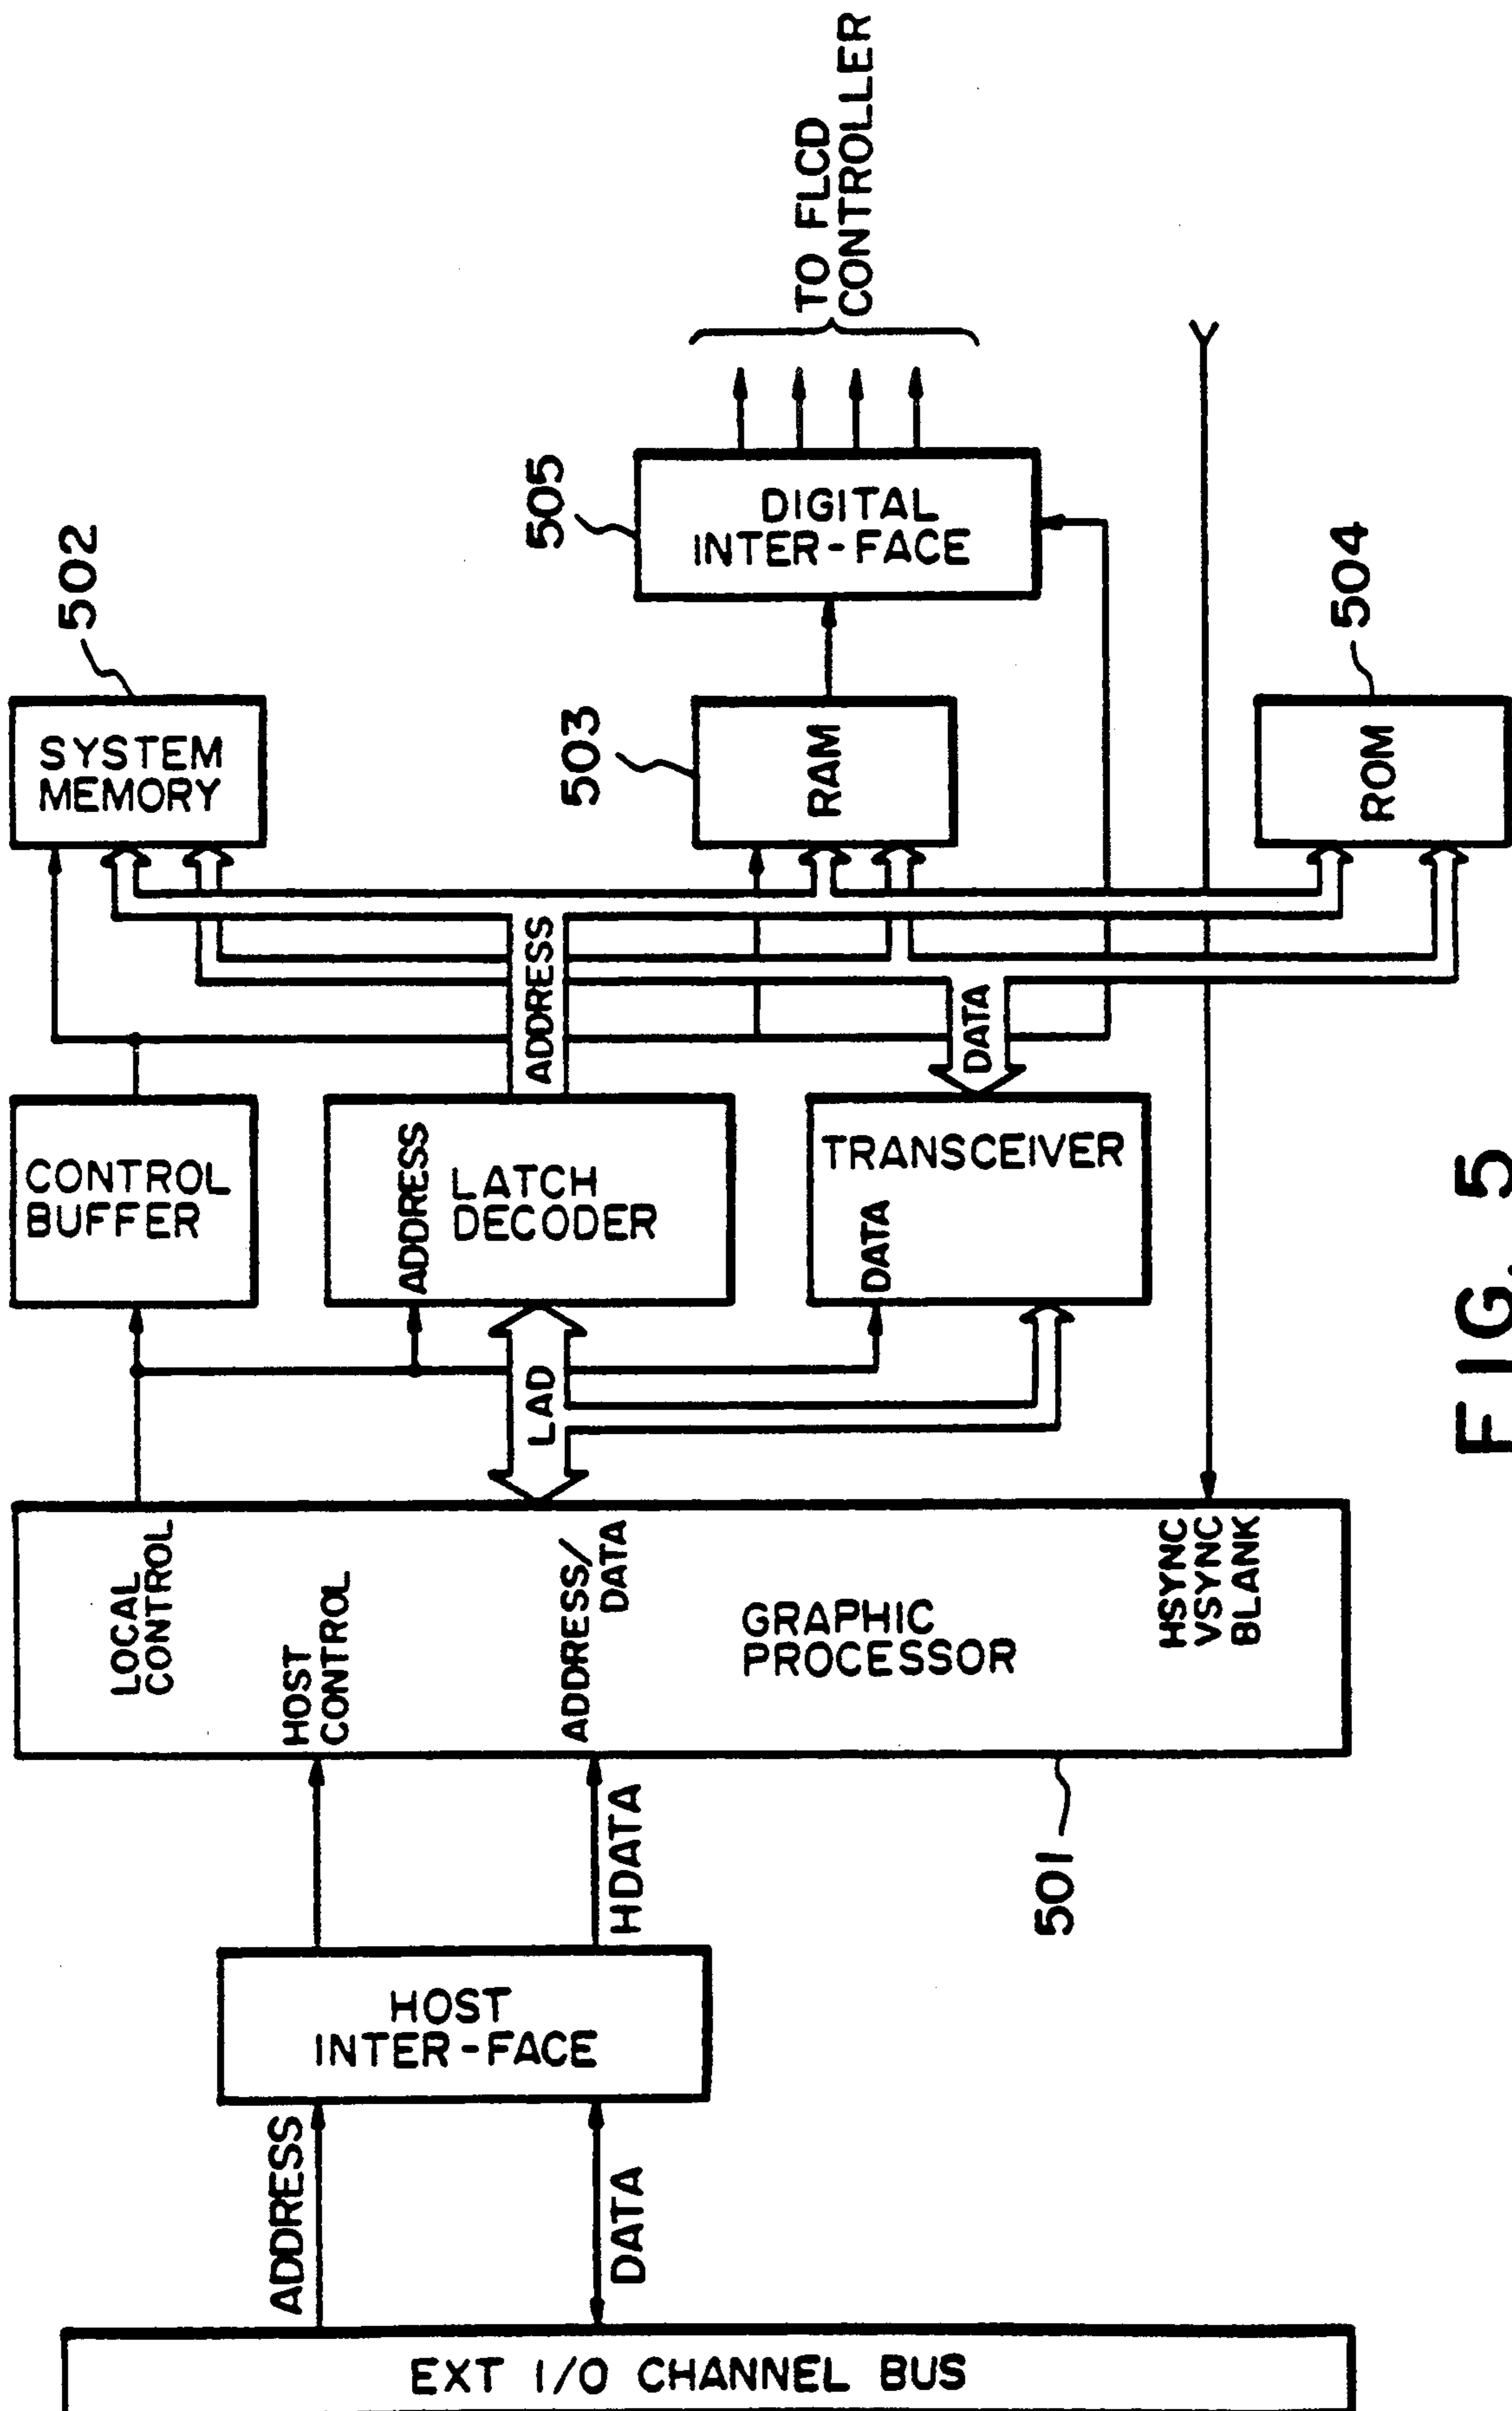 502
SYSTEM
MEMORY
505
DIGITAL
INTER-FACE
TO FLCD
CONTROLLER
503
RAM
504
ROM
ADDRESS
DATA
CONTROL
BUFFER
ADDRESS
LATCH
DECODER
TRANSCEIVER
DATA
LAD
LOCAL
CONTROL
HOST
CONTROL
ADDRESS/
DATA
GRAPHIC
PROCESSOR
HSYNC
VSYNC
BLANK
501
HDATA
HOST
INTER-FACE
ADDRESS
DATA
EXT I/O CHANNEL BUS
FIG. 5